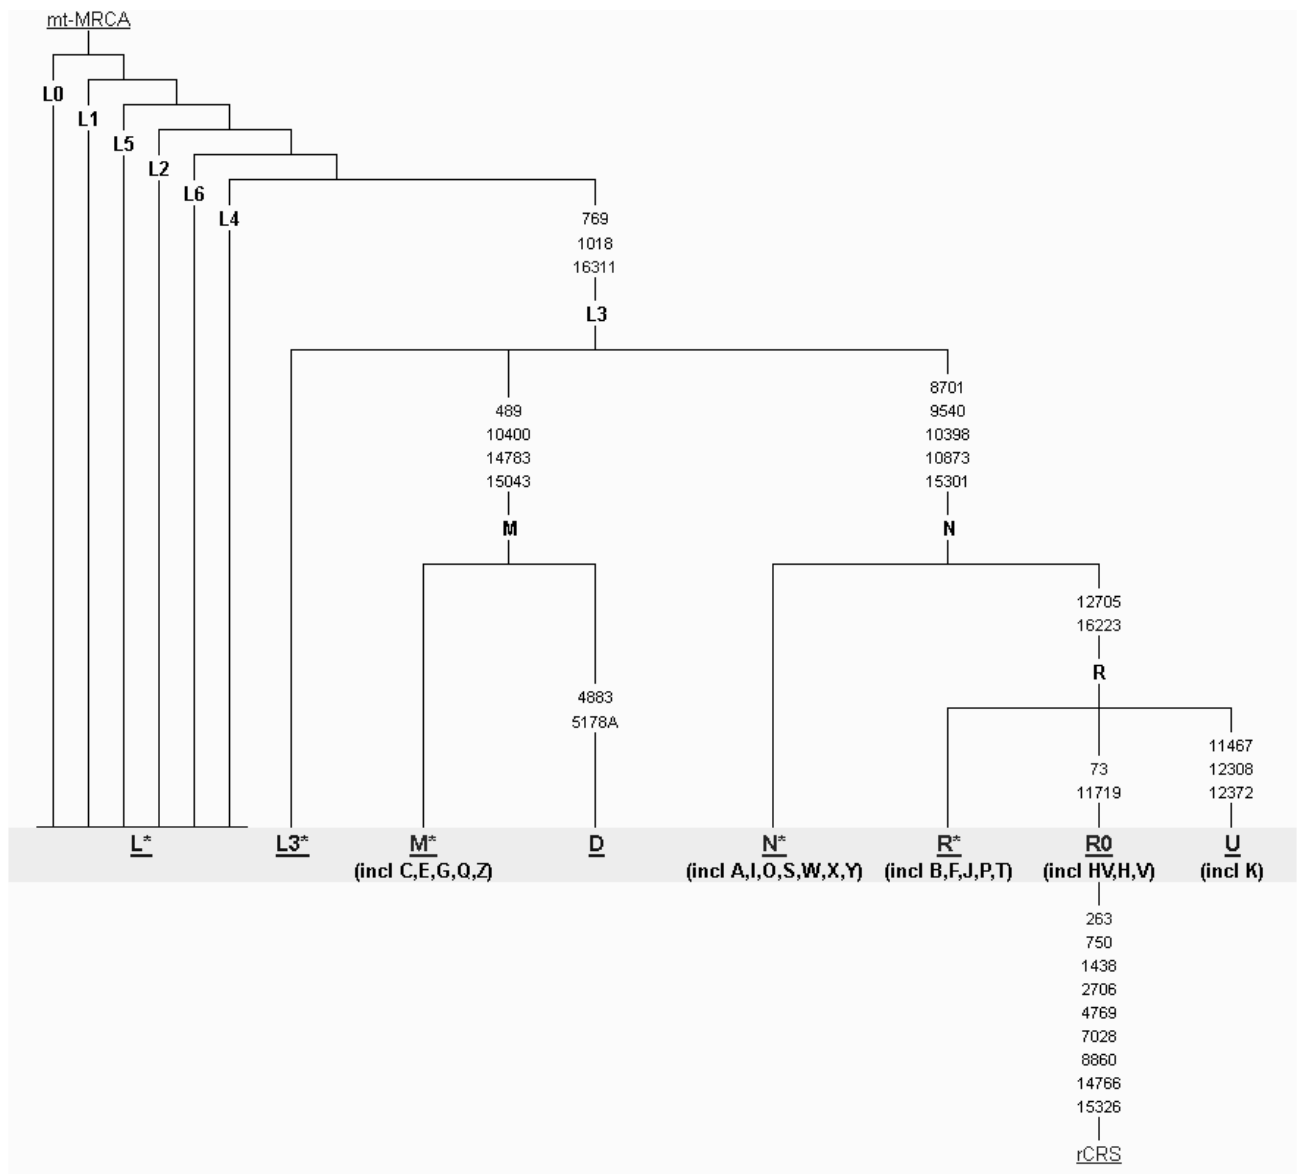 mt-MRCA
L0
L1
L5
L2
L6
L4
769
1018
16311
L3
489
10400
14783
15043
M
8701
9540
10398
10873
15301
N
12705
16223
R
4883
5178A
73
11719
11467
12308
12372
L* L3* M* D N* R* R0 U
(incl C,E,G,Q,Z) (incl A,I,O,S,W,X,Y) (incl B,F,J,P,T) (incl HV,H,V) (incl K)
263
750
1438
2706
4769
7028
8860
14766
15326
rCRS